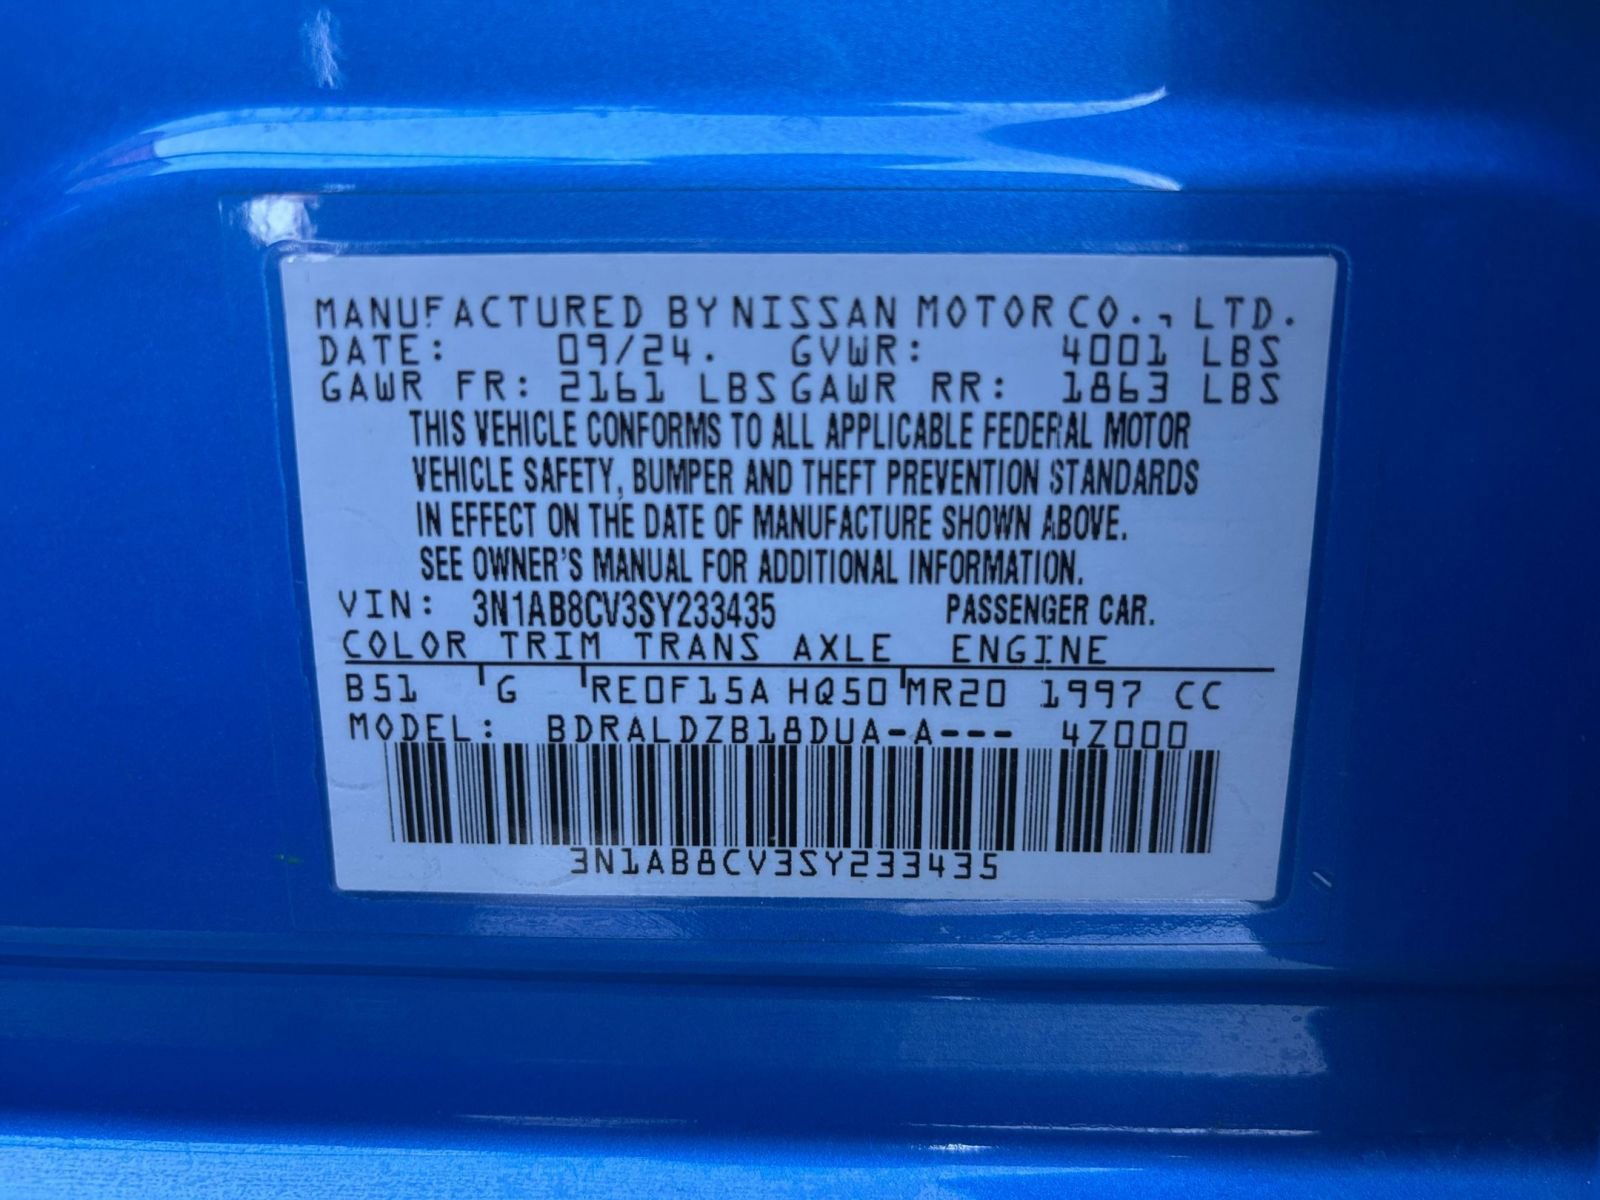 MANUFACTURED BY NISSAN MOTOR CO., LTD.
DATE: 09/24. GVWR: 4001 LBS
GAWR FR: 2161 LBS GAWR RR: 1863 LBS
THIS VEHICLE CONFORMS TO ALL APPLICABLE FEDERAL MOTOR
VEHICLE SAFETY, BUMPER AND THEFT PREVENTION STANDARDS
IN EFFECT ON THE DATE OF MANUFACTURE SHOWN ABOVE.
SEE OWNER'S MANUAL FOR ADDITIONAL INFORMATION.
VIN: 3N1AB8CV3SY233435 PASSENGER CAR.
COLOR TRIM TRANS AXLE ENGINE
B51 G RE0F15A HQ50 MR20 1997 CC
MODEL: BDRALDZB18DUA-A--- 4Z000
3N1AB8CV3SY233435